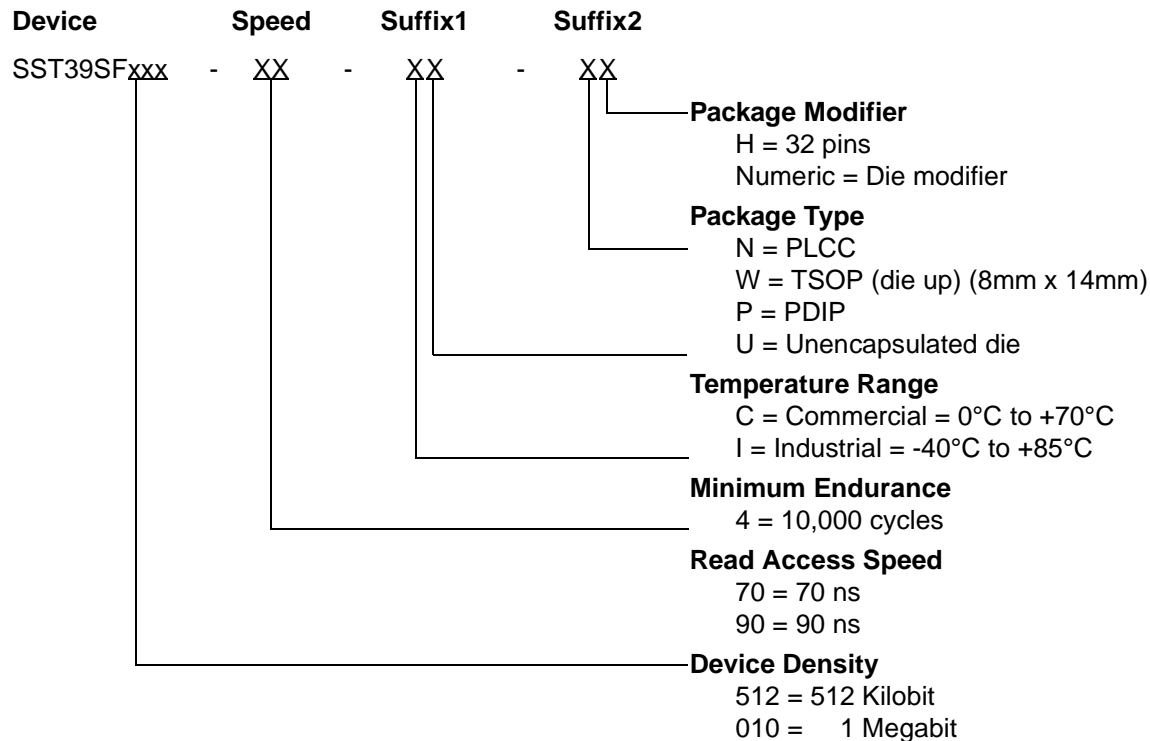 Device Speed Suffix1 Suffix2
SST39SFxxx - XX - XX - XX
Package Modifier
H = 32 pins
Numeric = Die modifier
Package Type
N = PLCC
W = TSOP (die up) (8mm x 14mm)
P = PDIP
U = Unencapsulated die
Temperature Range
C = Commercial = 0°C to +70°C
I = Industrial = -40°C to +85°C
Minimum Endurance
4 = 10,000 cycles
Read Access Speed
70 = 70 ns
90 = 90 ns
Device Density
512 = 512 Kilobit
010 = 1 Megabit